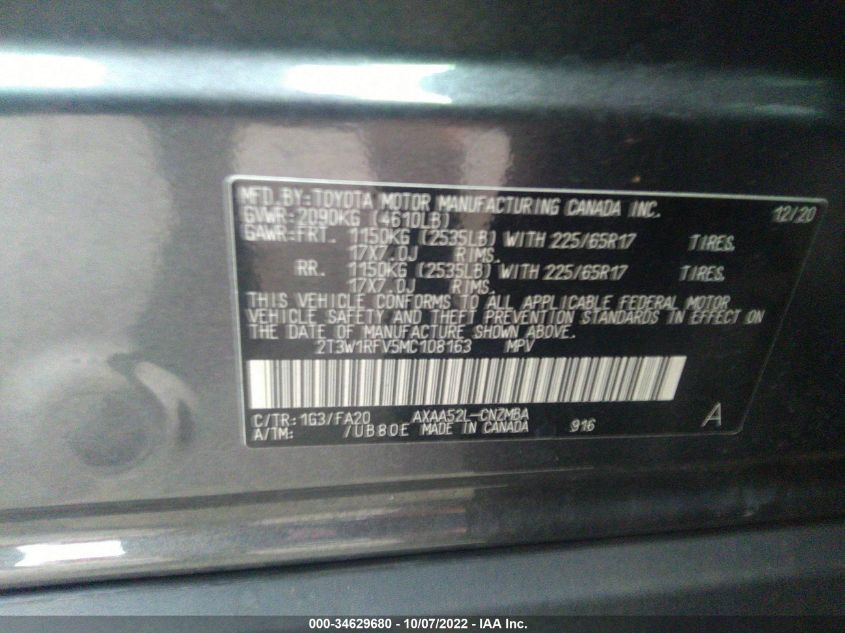 MFD.BY:TOYOTA MOTOR MANUFACTURING CANADA INC. 12/20
GVWR:2090KG (4610LB)
GAWR:FRT. 1150KG (2535LB) WITH 225/65R17 TIRES,
17X7.0J RIMS.
RR. 1150KG (2535LB) WITH 225/65R17 TIRES,
17X7.0J RIMS.
THIS VEHICLE CONFORMS TO ALL APPLICABLE FEDERAL MOTOR
VEHICLE SAFETY AND THEFT PREVENTION STANDARDS IN EFFECT ON
THE DATE OF MANUFACTURE SHOWN ABOVE.
2T3W1RFV5MC108163 MPV
C/TR:1G3/FA20 AXAA52L-CNZMBA
A/TM: /UB80E MADE IN CANADA 916 A
000-34629680 - 10/07/2022 - IAA Inc.